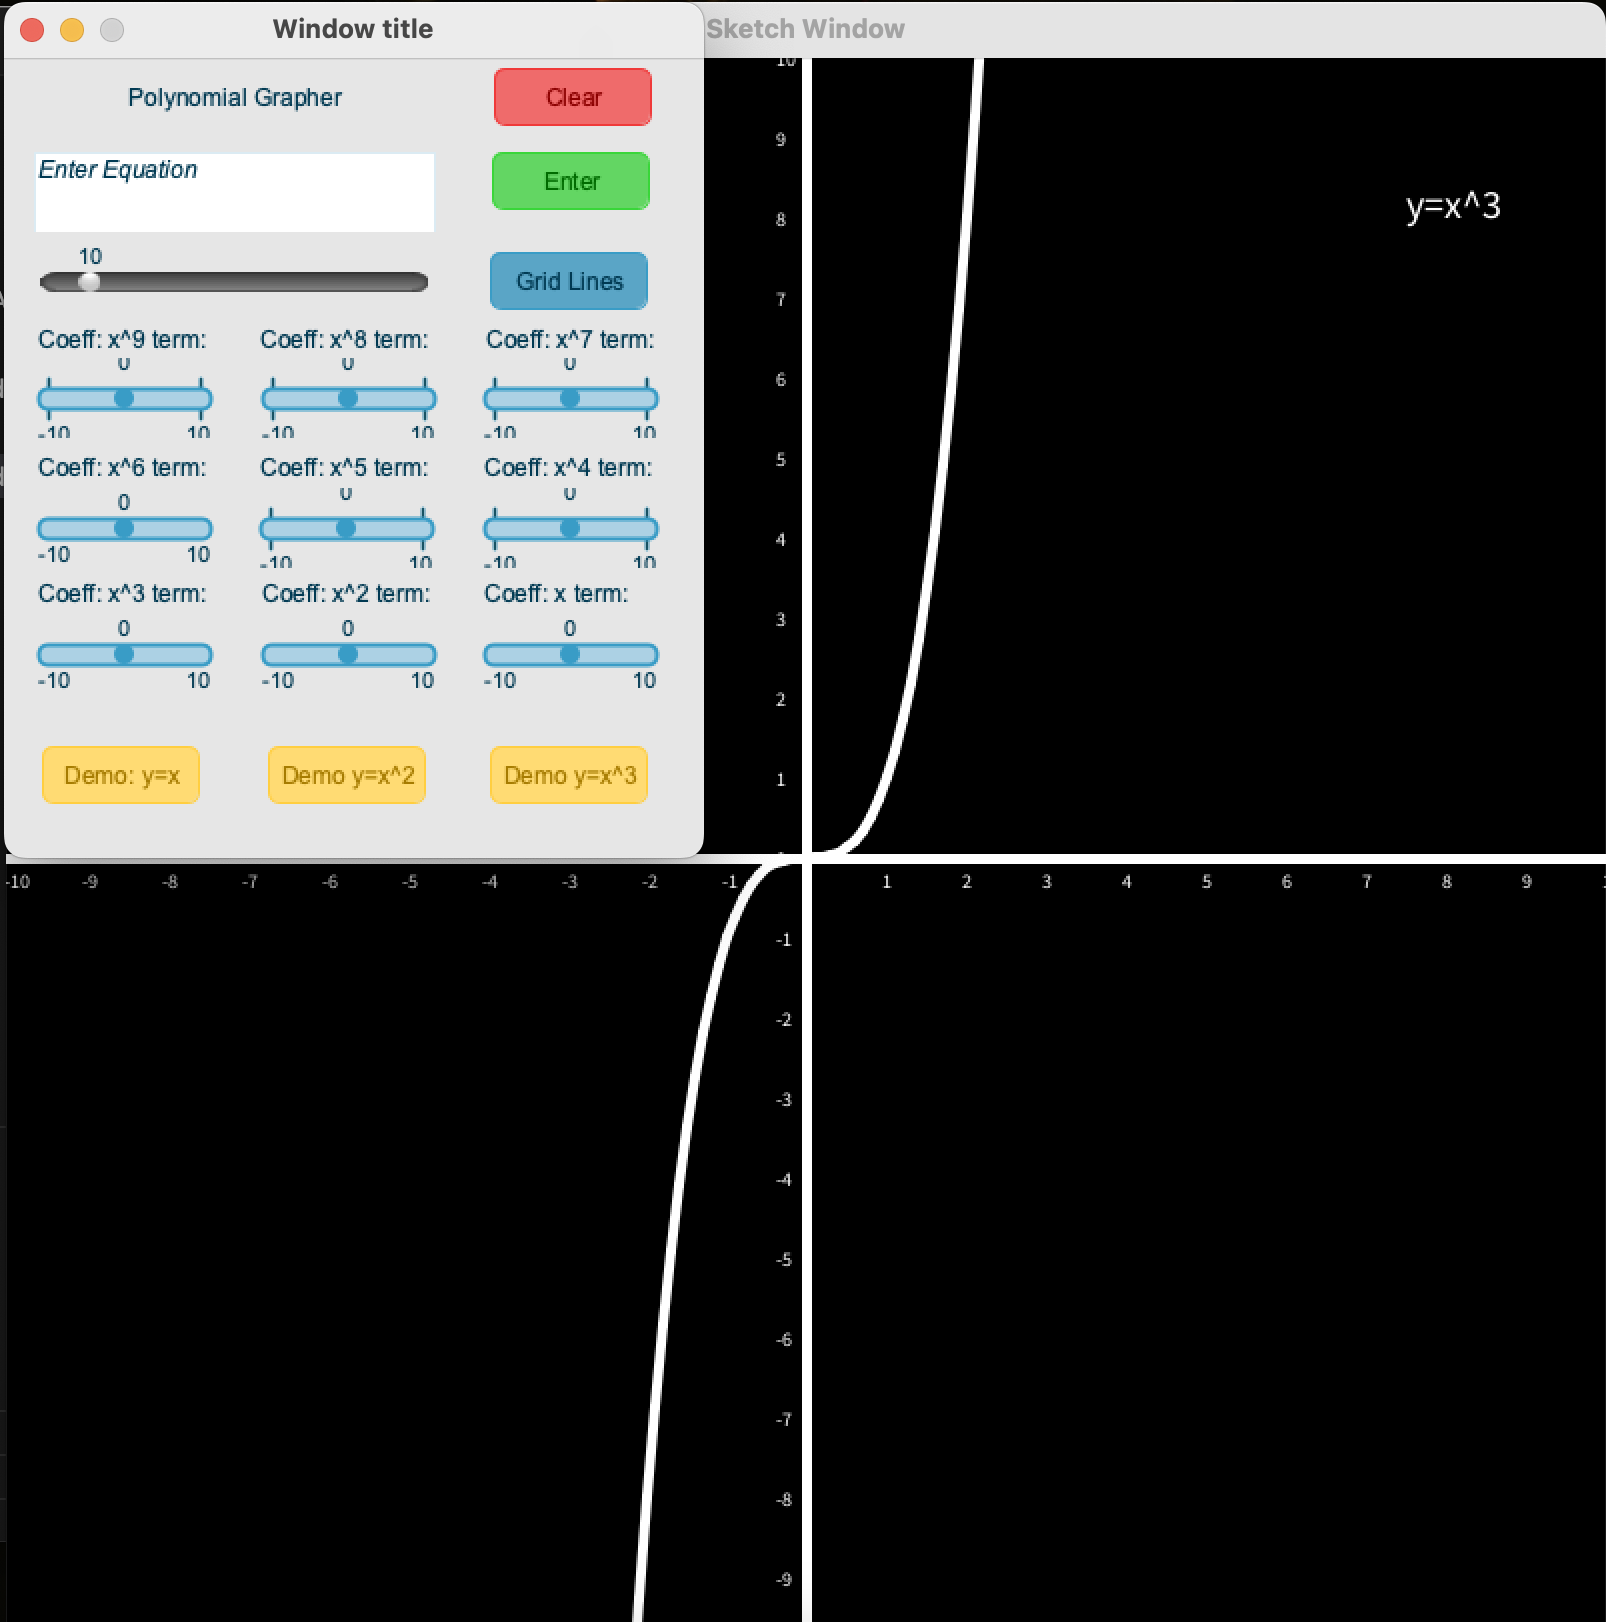 Window title
Sketch Window
Polynomial Grapher
Clear
Enter Equation
Enter
10
Grid Lines
Coeff: x^9 term: Coeff: x^8 term: Coeff: x^7 term:
0 0 0
-10 10 -10 10 -10 10
Coeff: x^6 term: Coeff: x^5 term: Coeff: x^4 term:
0 0 0
-10 10 -10 10 -10 10
Coeff: x^3 term: Coeff: x^2 term: Coeff: x term:
0 0 0
-10 10 -10 10 -10 10
Demo: y=x Demo y=x^2 Demo y=x^3
10
9
y=x^3
8
7
6
5
4
3
2
1
-10 -9 -8 -7 -6 -5 -4 -3 -2 -1 1 2 3 4 5 6 7 8 9
-1
-2
-3
-4
-5
-6
-7
-8
-9